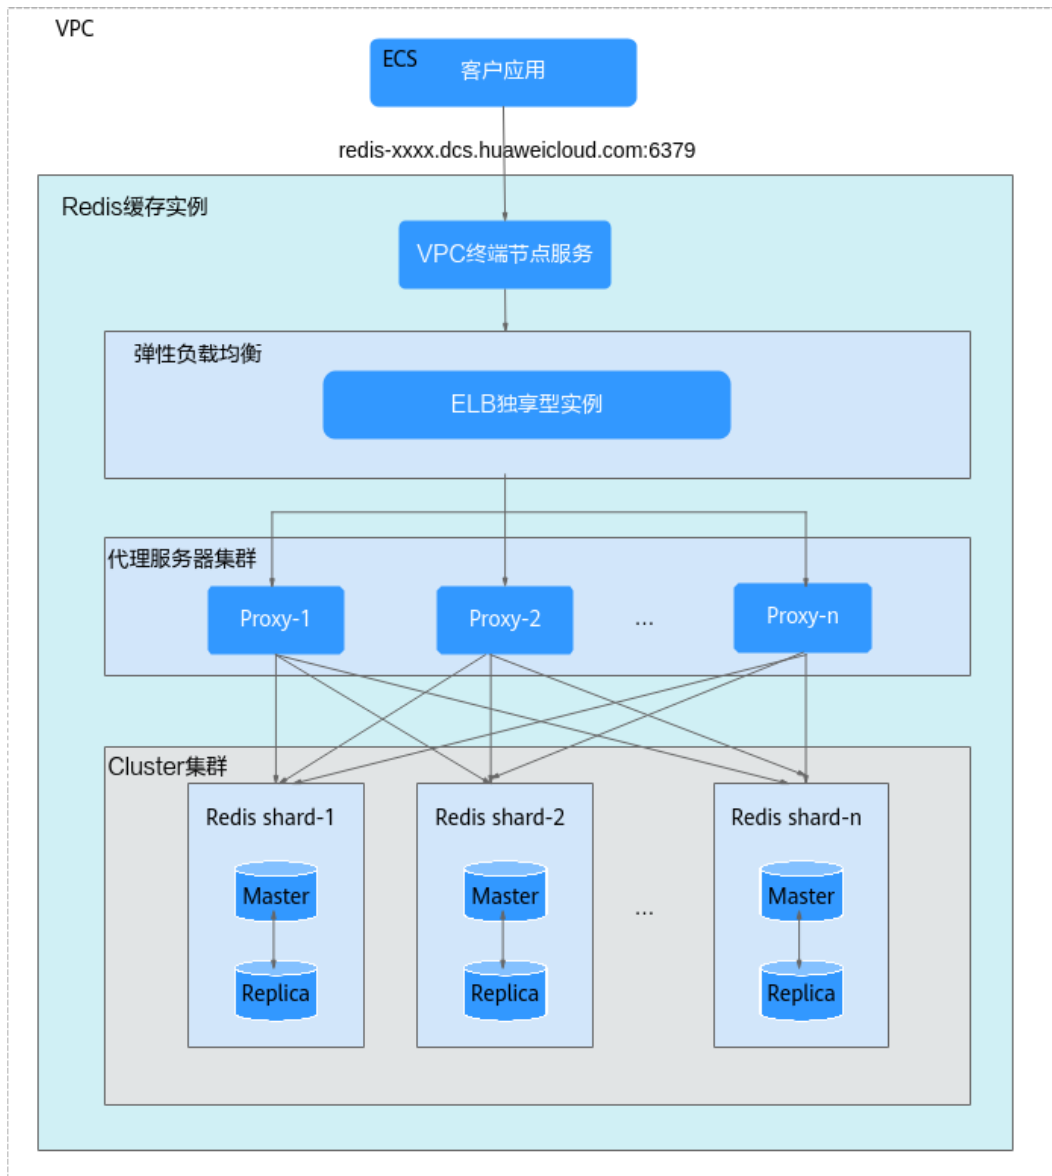 VPC
ECS
客户应用
redis-xxxx.dcs.huaweicloud.com:6379
Redis缓存实例
VPC终端节点服务
弹性负载均衡
ELB独享型实例
代理服务器集群
Proxy-1
Proxy-2
...
Proxy-n
Cluster集群
Redis shard-1
Redis shard-2
Redis shard-n
Master
Master
...
Master
Replica
Replica
Replica